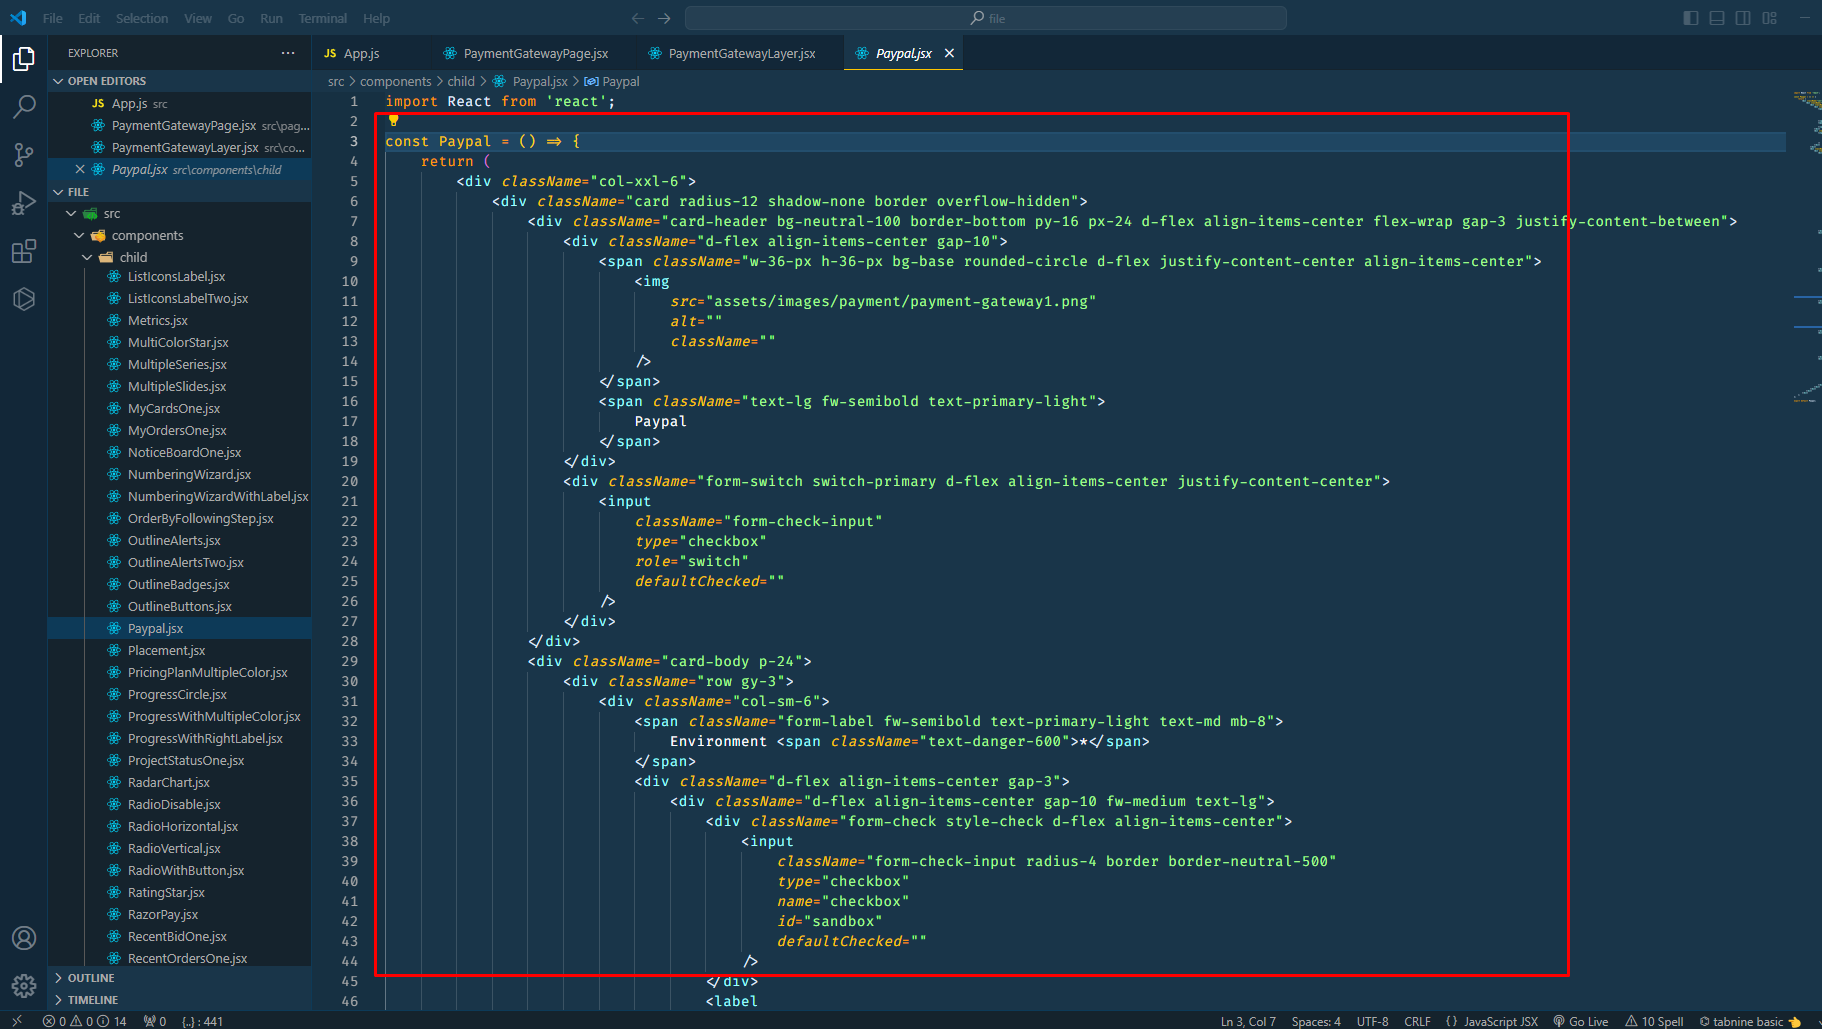 File Edit Selection View Go Run Terminal Help
file
EXPLORER
JS App.js
PaymentGatewayPage.jsx
PaymentGatewayLayer.jsx
Paypal.jsx
src > components > child > Paypal.jsx > Paypal
OPEN EDITORS
JS App.js src
PaymentGatewayPage.jsx src\pag...
PaymentGatewayLayer.jsx src\co...
Paypal.jsx src\components\child
FILE
src
components
child
ListIconsLabel.jsx
ListIconsLabelTwo.jsx
Metrics.jsx
MultiColorStar.jsx
MultipleSeries.jsx
MultipleSlides.jsx
MyCardsOne.jsx
MyOrdersOne.jsx
NoticeBoardOne.jsx
NumberingWizard.jsx
NumberingWizardWithLabel.jsx
OrderByFollowingStep.jsx
OutlineAlerts.jsx
OutlineAlertsTwo.jsx
OutlineBadges.jsx
OutlineButtons.jsx
Paypal.jsx
Placement.jsx
PricingPlanMultipleColor.jsx
ProgressCircle.jsx
ProgressWithMultipleColor.jsx
ProgressWithRightLabel.jsx
ProjectStatusOne.jsx
RadarChart.jsx
RadioDisable.jsx
RadioHorizontal.jsx
RadioVertical.jsx
RadioWithButton.jsx
RatingStar.jsx
RazorPay.jsx
RecentBidOne.jsx
RecentOrdersOne.jsx
OUTLINE
TIMELINE
1 import React from 'react';
2
3 const Paypal = () => {
4 return (
5 <div className="col-xxl-6">
6 <div className="card radius-12 shadow-none border overflow-hidden">
7 <div className="card-header bg-neutral-100 border-bottom py-16 px-24 d-flex align-items-center flex-wrap gap-3 justify-content-between">
8 <div className="d-flex align-items-center gap-10">
9 <span className="w-36-px h-36-px bg-base rounded-circle d-flex justify-content-center align-items-center">
10 <img
11 src="assets/images/payment/payment-gateway1.png"
12 alt=""
13 className=""
14 />
15 </span>
16 <span className="text-lg fw-semibold text-primary-light">
17 Paypal
18 </span>
19 </div>
20 <div className="form-switch switch-primary d-flex align-items-center justify-content-center">
21 <input
22 className="form-check-input"
23 type="checkbox"
24 role="switch"
25 defaultChecked=""
26 />
27 </div>
28 </div>
29 <div className="card-body p-24">
30 <div className="row gy-3">
31 <div className="col-sm-6">
32 <span className="form-label fw-semibold text-primary-light text-md mb-8">
33 Environment <span className="text-danger-600">*</span>
34 </span>
35 <div className="d-flex align-items-center gap-3">
36 <div className="d-flex align-items-center gap-10 fw-medium text-lg">
37 <div className="form-check style-check d-flex align-items-center">
38 <input
39 className="form-check-input radius-4 border border-neutral-500"
40 type="checkbox"
41 name="checkbox"
42 id="sandbox"
43 defaultChecked=""
44 />
45 </div>
46 <label
0 0 14 0 {..} : 441 Ln 3, Col 7 Spaces: 4 UTF-8 CRLF {} JavaScript JSX Go Live 10 Spell tabnine basic